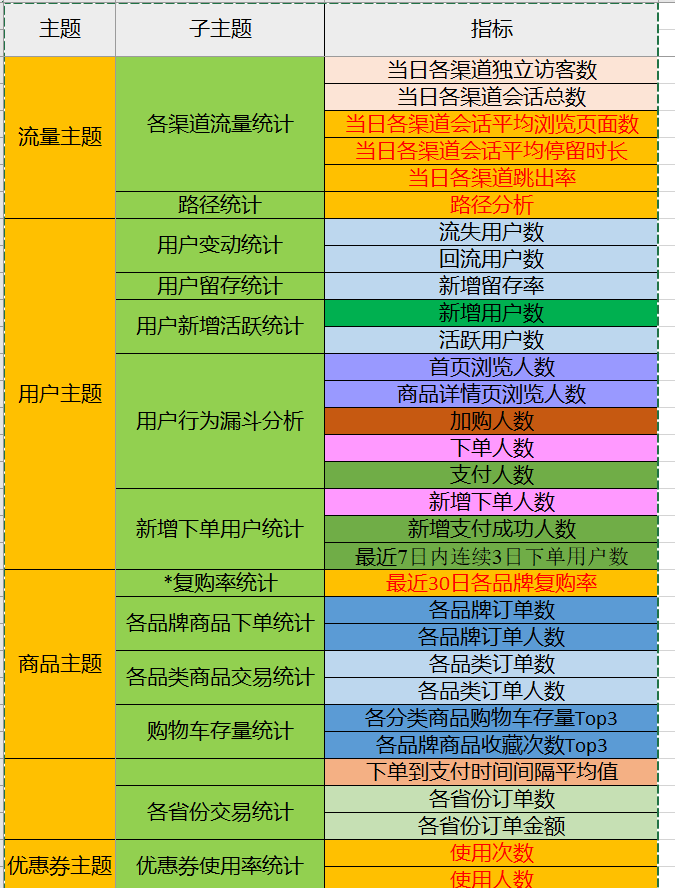 主题 子主题 指标
当日各渠道独立访客数
当日各渠道会话总数
流量主题 各渠道流量统计 当日各渠道会话平均浏览页面数
当日各渠道会话平均停留时长
当日各渠道跳出率
路径统计 路径分析
用户变动统计 流失用户数
回流用户数
用户留存统计 新增留存率
用户新增活跃统计 新增用户数
活跃用户数
用户主题 用户行为漏斗分析 首页浏览人数
商品详情页浏览人数
加购人数
下单人数
支付人数
新增下单用户统计 新增下单人数
新增支付成功人数
最近7日内连续3日下单用户数
*复购率统计 最近30日各品牌复购率
各品牌商品下单统计 各品牌订单数
各品牌订单人数
商品主题 各品类商品交易统计 各品类订单数
各品类订单人数
购物车存量统计 各分类商品购物车存量Top3
各品牌商品收藏次数Top3
下单到支付时间间隔平均值
各省份交易统计 各省份订单数
各省份订单金额
优惠券主题 优惠券使用率统计 使用次数
使用人数